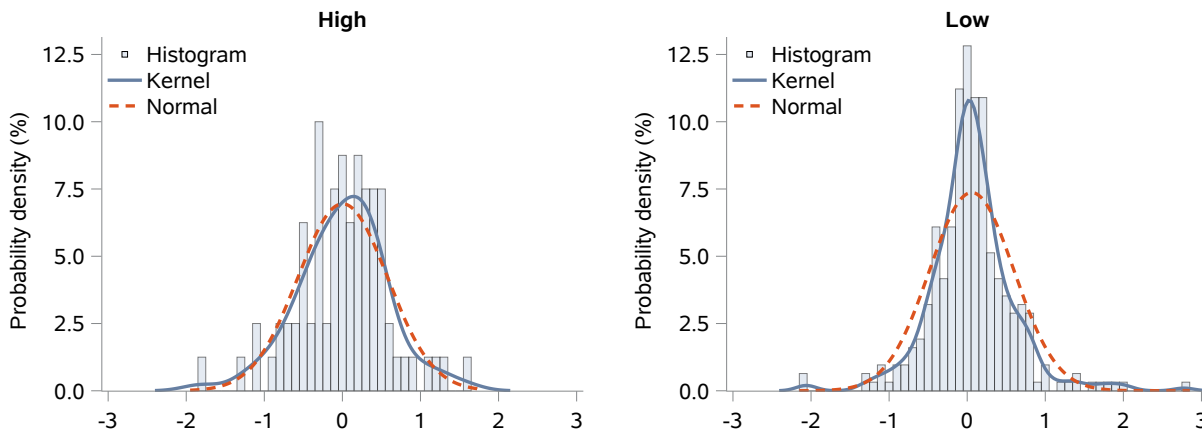 High
12.5
10.0
7.5
5.0
2.5
0.0
Probability density (%)
Histogram
Kernel
Normal
-3 -2 -1 0 1 2 3
Low
12.5
10.0
7.5
5.0
2.5
0.0
Probability density (%)
Histogram
Kernel
Normal
-3 -2 -1 0 1 2 3